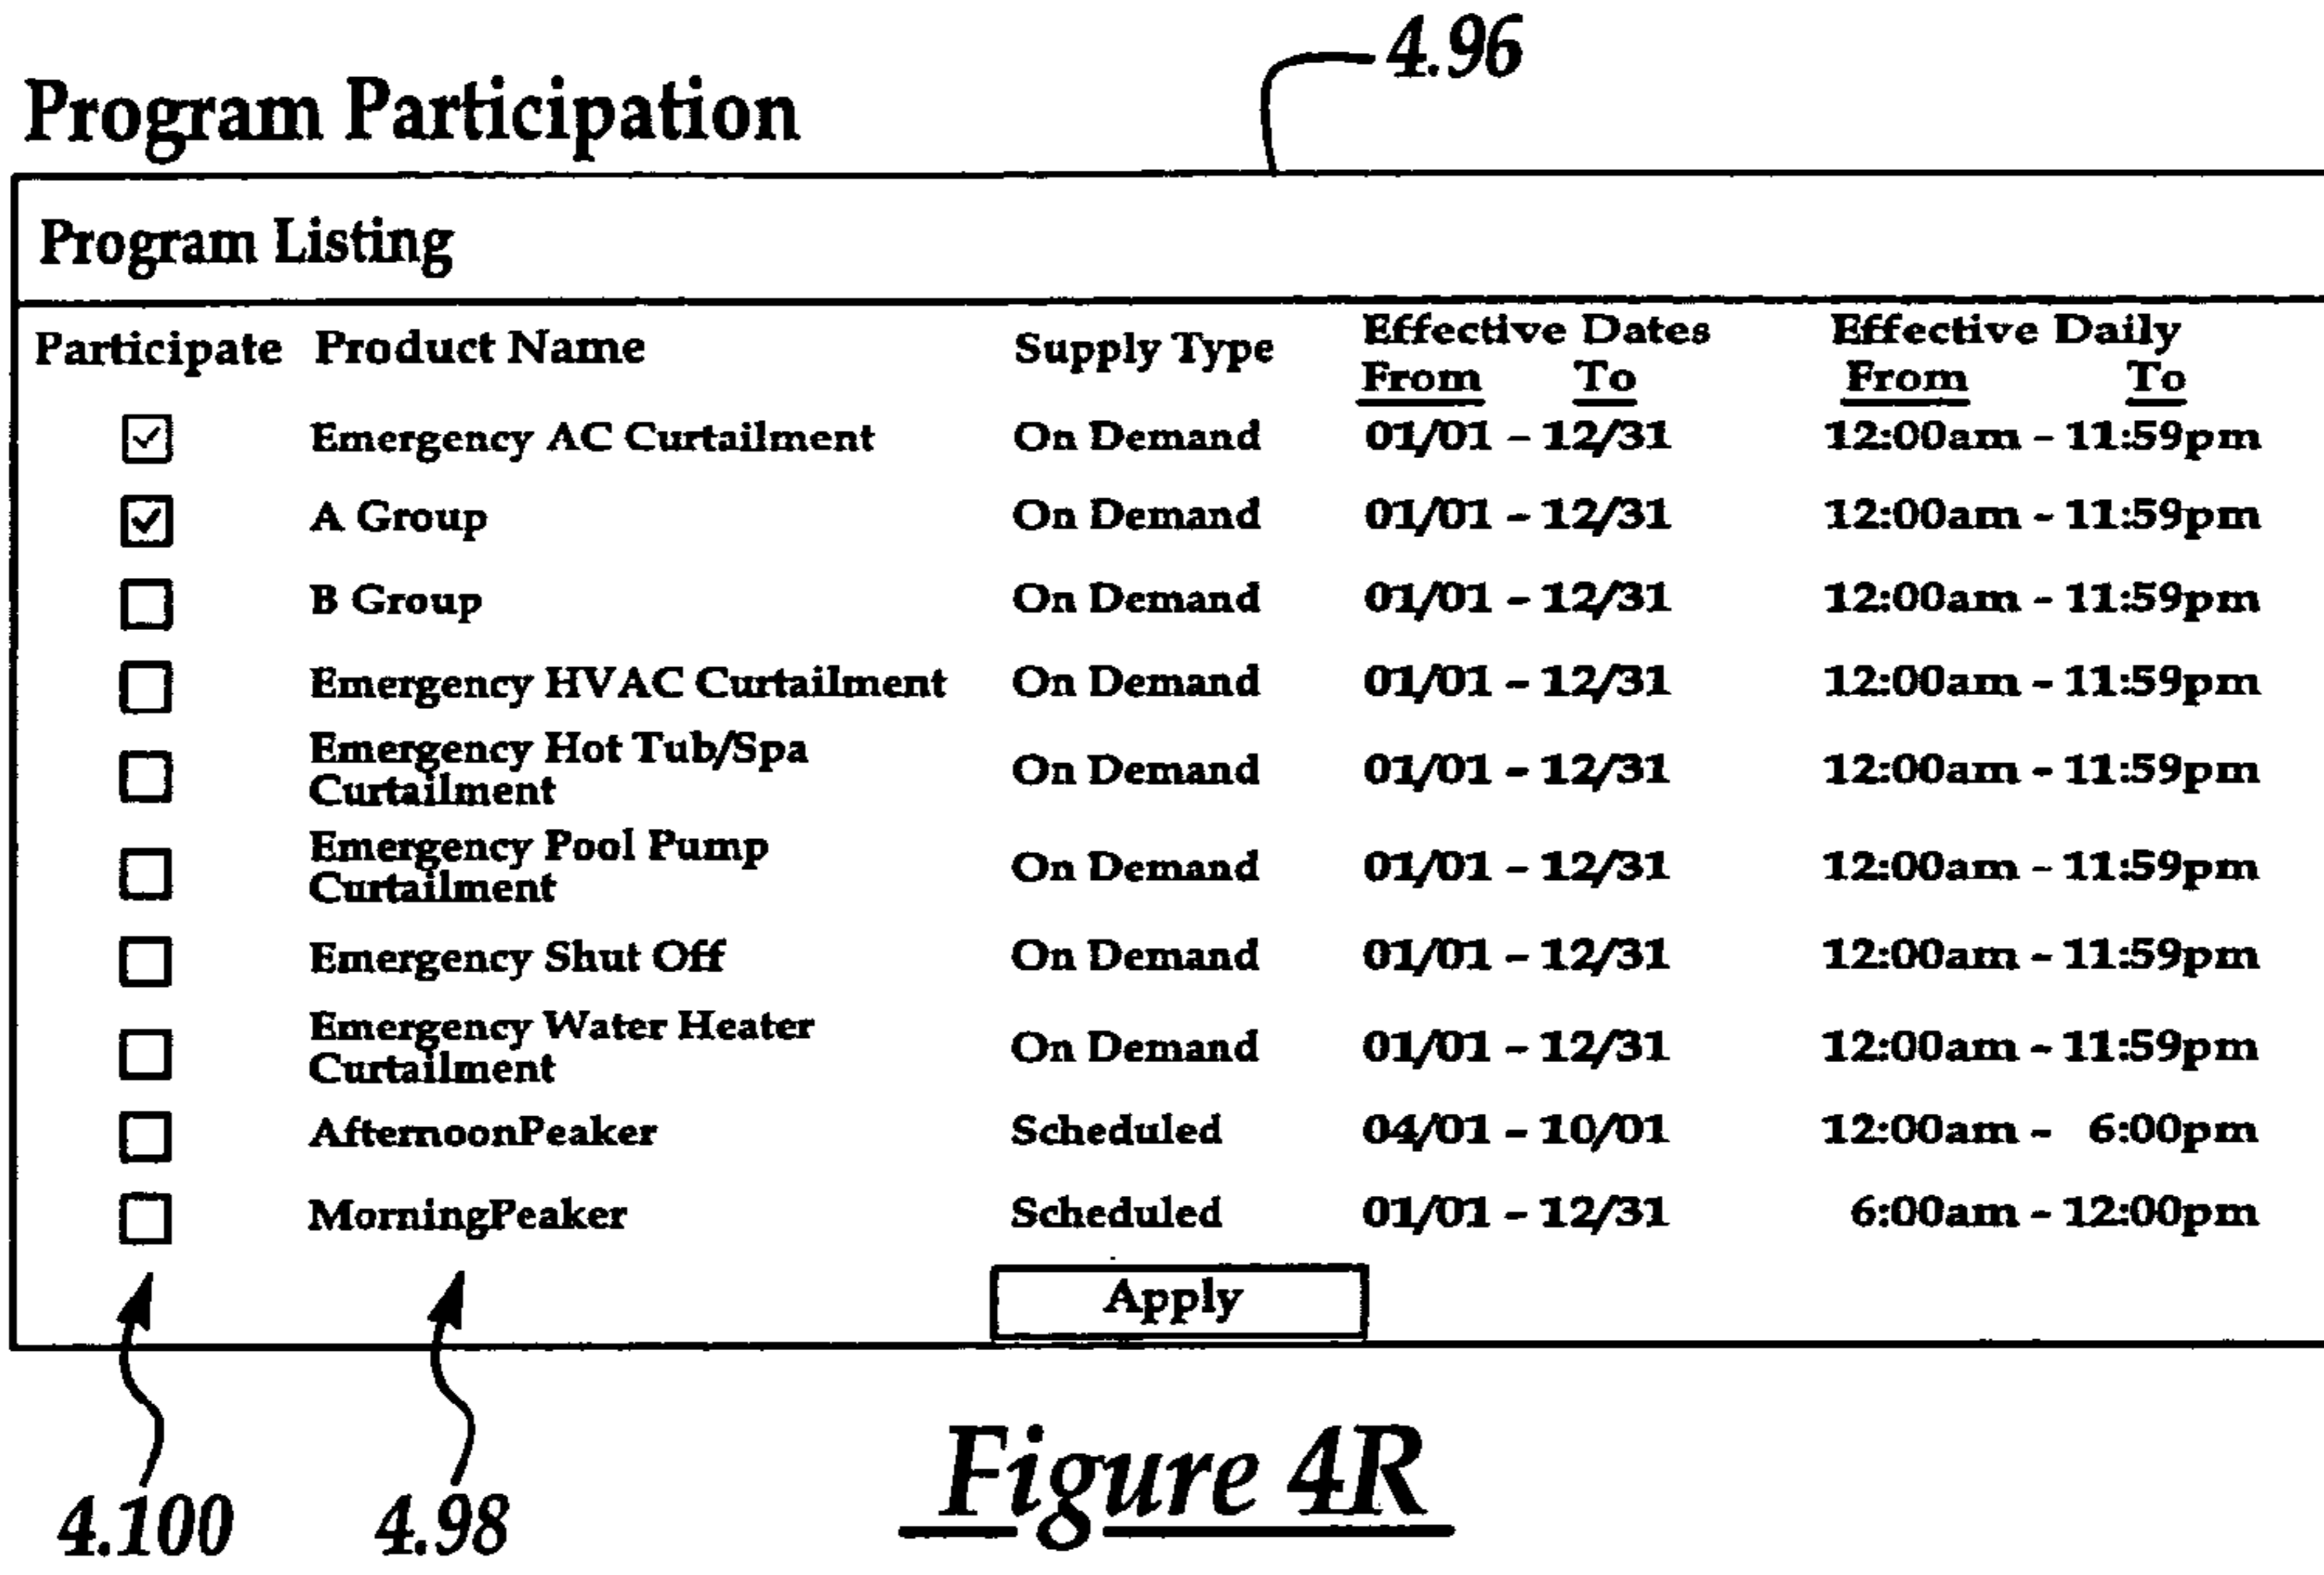 4.96
Program Participation
Program Listing
Participate Product Name Supply Type Effective Dates Effective Daily
From To From To
Emergency AC Curtailment On Demand 01/01 - 12/31 12:00am - 11:59pm
A Group On Demand 01/01 - 12/31 12:00am - 11:59pm
B Group On Demand 01/01 - 12/31 12:00am - 11:59pm
Emergency HVAC Curtailment On Demand 01/01 - 12/31 12:00am - 11:59pm
Emergency Hot Tub/Spa
Curtailment On Demand 01/01 - 12/31 12:00am - 11:59pm
Emergency Pool Pump
Curtailment On Demand 01/01 - 12/31 12:00am - 11:59pm
Emergency Shut Off On Demand 01/01 - 12/31 12:00am - 11:59pm
Emergency Water Heater
Curtailment On Demand 01/01 - 12/31 12:00am - 11:59pm
AfternoonPeaker Scheduled 04/01 - 10/01 12:00am - 6:00pm
MorningPeaker Scheduled 01/01 - 12/31 6:00am - 12:00pm
Apply
4.100 4.98
Figure 4R